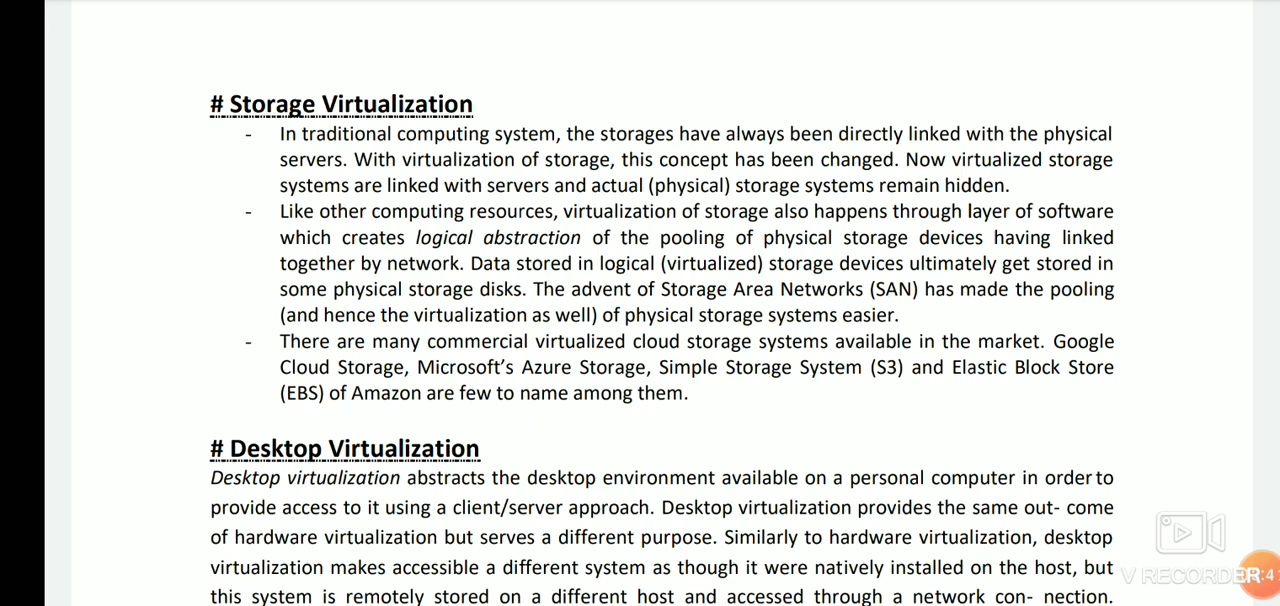 # Storage Virtualization
- In traditional computing system, the storages have always been directly linked with the physical
servers. With virtualization of storage, this concept has been changed. Now virtualized storage
systems are linked with servers and actual (physical) storage systems remain hidden.
- Like other computing resources, virtualization of storage also happens through layer of software
which creates logical abstraction of the pooling of physical storage devices having linked
together by network. Data stored in logical (virtualized) storage devices ultimately get stored in
some physical storage disks. The advent of Storage Area Networks (SAN) has made the pooling
(and hence the virtualization as well) of physical storage systems easier.
- There are many commercial virtualized cloud storage systems available in the market. Google
Cloud Storage, Microsoft’s Azure Storage, Simple Storage System (S3) and Elastic Block Store
(EBS) of Amazon are few to name among them.
# Desktop Virtualization
Desktop virtualization abstracts the desktop environment available on a personal computer in order to
provide access to it using a client/server approach. Desktop virtualization provides the same out- come
of hardware virtualization but serves a different purpose. Similarly to hardware virtualization, desktop
virtualization makes accessible a different system as though it were natively installed on the host, but
this system is remotely stored on a different host and accessed through a network con- nection.
V RECORDER